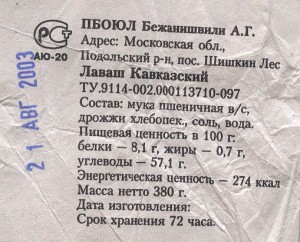 ПБОЮЛ Бежанишвили А.Г.
Адрес: Московская обл.,
Подольский р-н, пос. Шишкин Лес
Лаваш Кавказский
ТУ.9114-002.000113710-097
Состав: мука пшеничная в/с,
дрожжи хлебопек., соль, вода.
Пищевая ценность в 100 г:
белки – 8,1 г, жиры – 0,7 г,
углеводы – 57,1 г.
Энергетическая ценность – 274 ккал
Масса нетто 380 г.
Дата изготовления:
Срок хранения 72 часа.
РСТ
АЮ-20
21 АВГ 2003